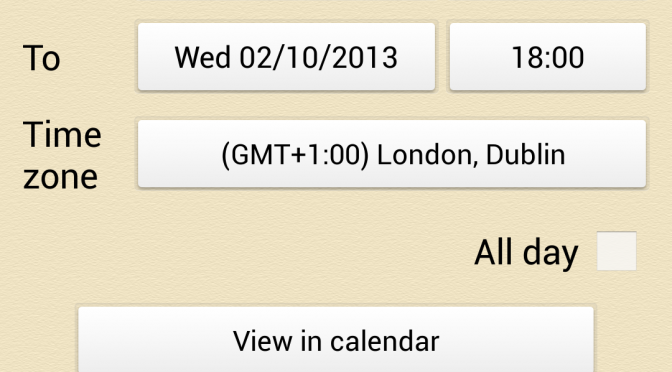 To Wed 02/10/2013 18:00
Time zone (GMT+1:00) London, Dublin
All day
View in calendar